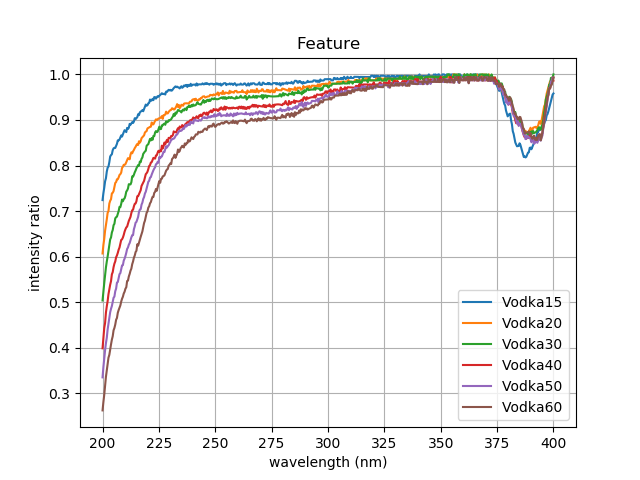 Feature
intensity ratio
1.0
0.9
0.8
0.7
0.6
0.5
0.4
0.3
Vodka15
Vodka20
Vodka30
Vodka40
Vodka50
Vodka60
200 225 250 275 300 325 350 375 400
wavelength (nm)